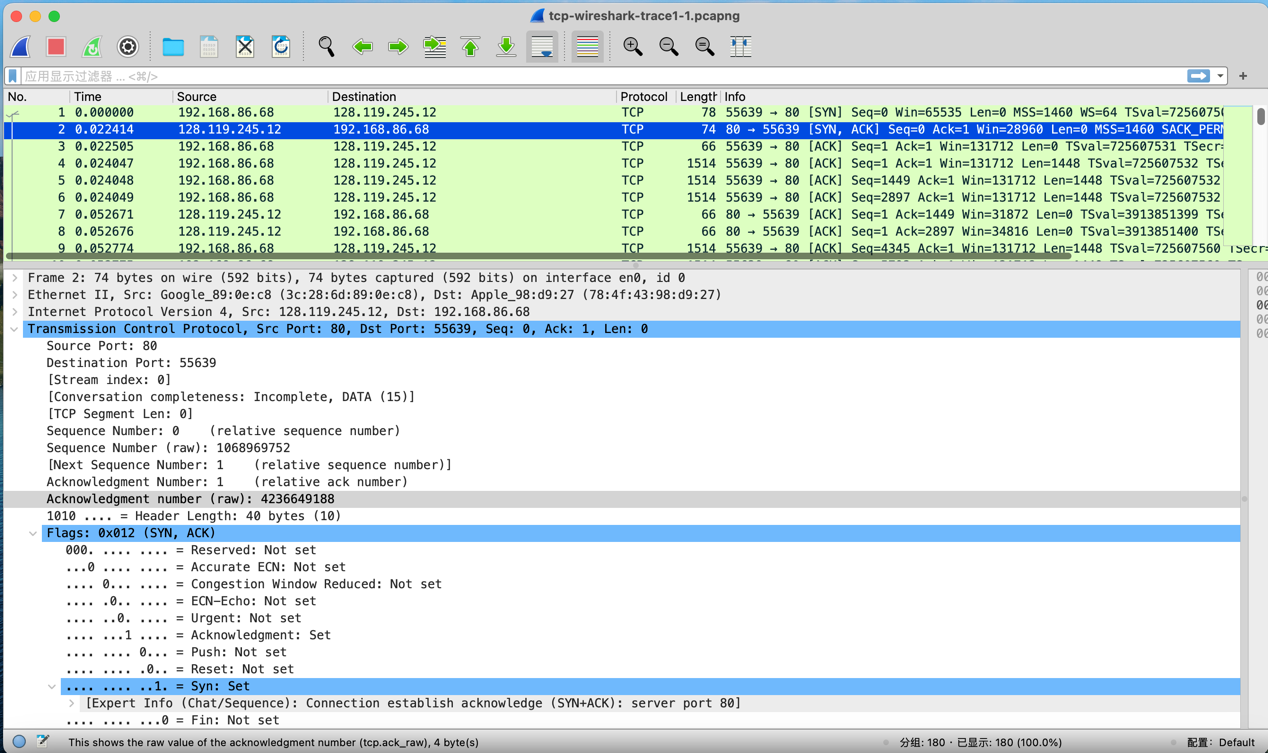 tcp-wireshark-trace1-1.pcapng
应用显示过滤器 ... <⌘/>
No. Time Source Destination Protocol Length Info
1 0.000000 192.168.86.68 128.119.245.12 TCP 78 55639 → 80 [SYN] Seq=0 Win=65535 Len=0 MSS=1460 WS=64 TSval=72560750
2 0.022414 128.119.245.12 192.168.86.68 TCP 74 80 → 55639 [SYN, ACK] Seq=0 Ack=1 Win=28960 Len=0 MSS=1460 SACK_PERM
3 0.022505 192.168.86.68 128.119.245.12 TCP 66 55639 → 80 [ACK] Seq=1 Ack=1 Win=131712 Len=0 TSval=725607531 TSecr=
4 0.024047 192.168.86.68 128.119.245.12 TCP 1514 55639 → 80 [ACK] Seq=1 Ack=1 Win=131712 Len=1448 TSval=725607532 TSe
5 0.024048 192.168.86.68 128.119.245.12 TCP 1514 55639 → 80 [ACK] Seq=1449 Ack=1 Win=131712 Len=1448 TSval=725607532
6 0.024049 192.168.86.68 128.119.245.12 TCP 1514 55639 → 80 [ACK] Seq=2897 Ack=1 Win=131712 Len=1448 TSval=725607532
7 0.052671 128.119.245.12 192.168.86.68 TCP 66 80 → 55639 [ACK] Seq=1 Ack=1449 Win=31872 Len=0 TSval=3913851399 TSe
8 0.052676 128.119.245.12 192.168.86.68 TCP 66 80 → 55639 [ACK] Seq=1 Ack=2897 Win=34816 Len=0 TSval=3913851400 TSe
9 0.052774 192.168.86.68 128.119.245.12 TCP 1514 55639 → 80 [ACK] Seq=4345 Ack=1 Win=131712 Len=1448 TSval=725607560 TSecr=
Frame 2: 74 bytes on wire (592 bits), 74 bytes captured (592 bits) on interface en0, id 0
Ethernet II, Src: Google_89:0e:c8 (3c:28:6d:89:0e:c8), Dst: Apple_98:d9:27 (78:4f:43:98:d9:27)
Internet Protocol Version 4, Src: 128.119.245.12, Dst: 192.168.86.68
Transmission Control Protocol, Src Port: 80, Dst Port: 55639, Seq: 0, Ack: 1, Len: 0
Source Port: 80
Destination Port: 55639
[Stream index: 0]
[Conversation completeness: Incomplete, DATA (15)]
[TCP Segment Len: 0]
Sequence Number: 0    (relative sequence number)
Sequence Number (raw): 1068969752
[Next Sequence Number: 1    (relative sequence number)]
Acknowledgment Number: 1    (relative ack number)
Acknowledgment number (raw): 4236649188
1010 .... = Header Length: 40 bytes (10)
Flags: 0x012 (SYN, ACK)
000. .... .... = Reserved: Not set
...0 .... .... = Accurate ECN: Not set
.... 0... .... = Congestion Window Reduced: Not set
.... .0.. .... = ECN-Echo: Not set
.... ..0. .... = Urgent: Not set
.... ...1 .... = Acknowledgment: Set
.... .... 0... = Push: Not set
.... .... .0.. = Reset: Not set
.... .... ..1. = Syn: Set
[Expert Info (Chat/Sequence): Connection establish acknowledge (SYN+ACK): server port 80]
.... .... ...0 = Fin: Not set
This shows the raw value of the acknowledgment number (tcp.ack_raw), 4 byte(s) 分组: 180 · 已显示: 180 (100.0%) 配置: Default